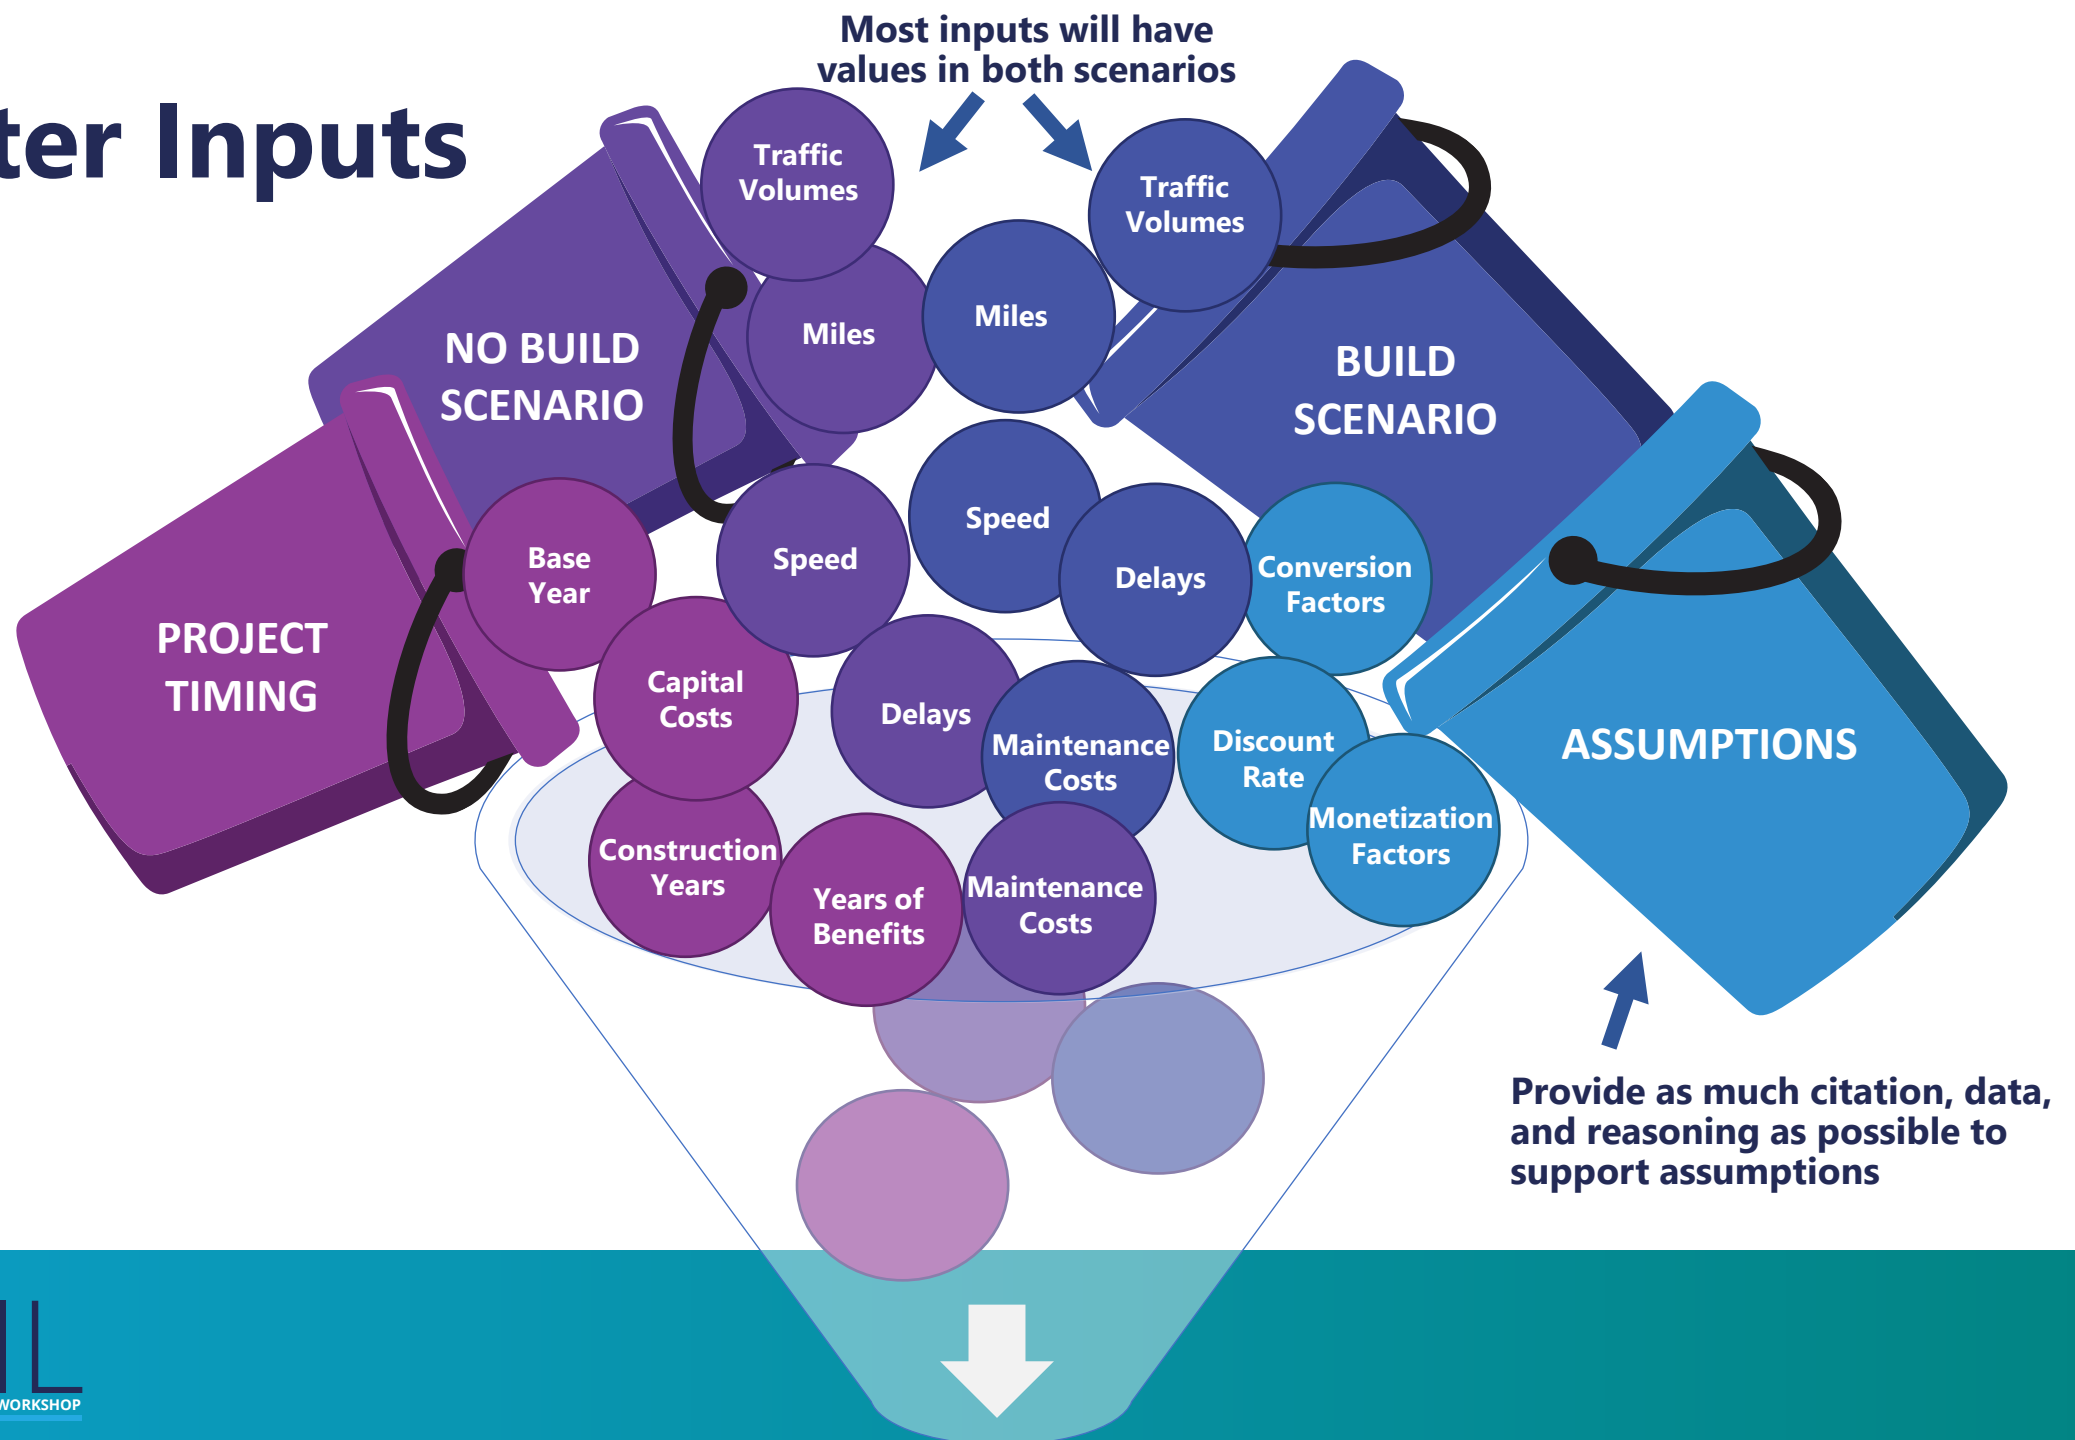 Most inputs will have
values in both scenarios
ter Inputs
Traffic
Volumes
Traffic
Volumes
Miles
Miles
NO BUILD
SCENARIO
BUILD
SCENARIO
Speed
Speed
Base
Year
Delays
Conversion
Factors
PROJECT
TIMING
Capital
Costs
Delays
Maintenance
Costs
Discount
Rate
ASSUMPTIONS
Monetization
Factors
Construction
Years
Years of
Benefits
Maintenance
Costs
Provide as much citation, data,
and reasoning as possible to
support assumptions
IL
WORKSHOP